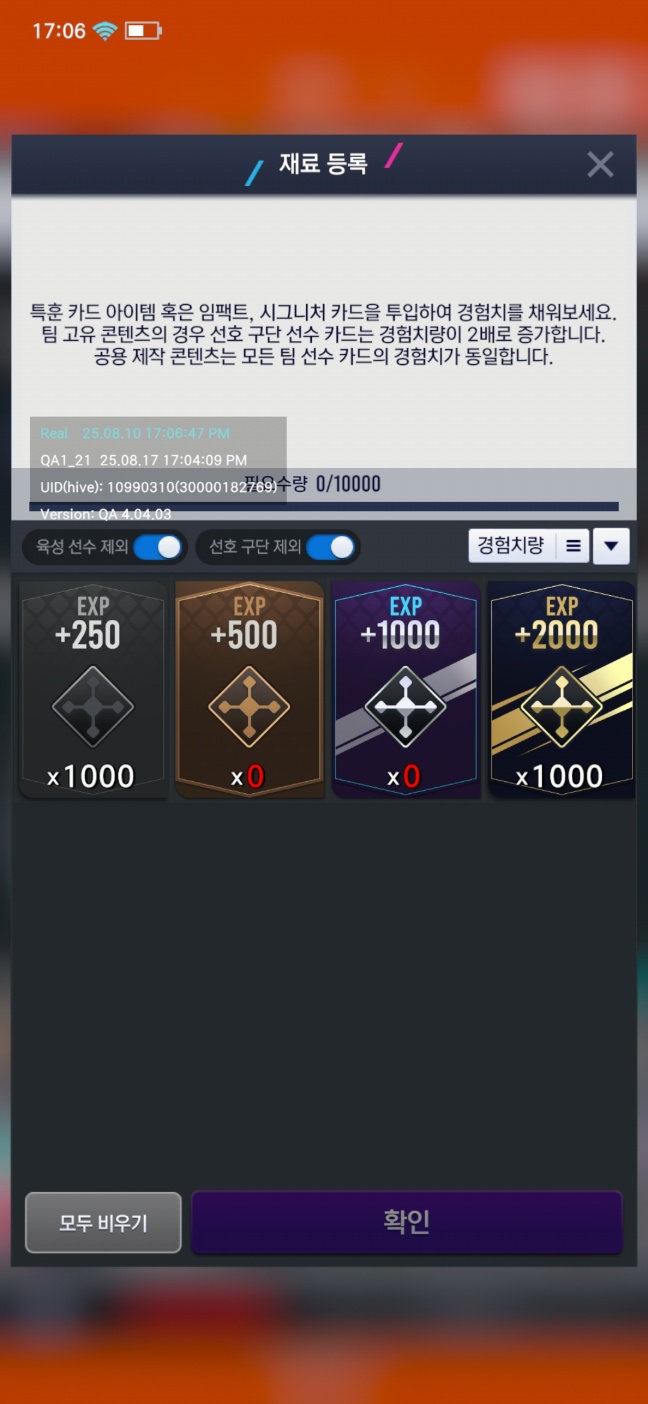 17:06
재료 등록
특훈 카드 아이템 혹은 임팩트, 시그니처 카드을 투입하여 경험치를 채워보세요.
팀 고유 콘텐츠의 경우 선호 구단 선수 카드는 경험치량이 2배로 증가합니다.
공용 제작 콘텐츠는 모든 팀 선수 카드의 경험치가 동일합니다.
Real 25.08.10 17:06:47 PM
QA1_21 25.08.17 17:04:09 PM
UID(hive): 10990310(30000182769)
필요수량 0/10000
Version: QA 4.04.03
육성 선수 제외 선호 구단 제외 경험치량
EXP EXP EXP EXP
+250 +500 +1000 +2000
x1000 x0 x0 x1000
모두 비우기 확인